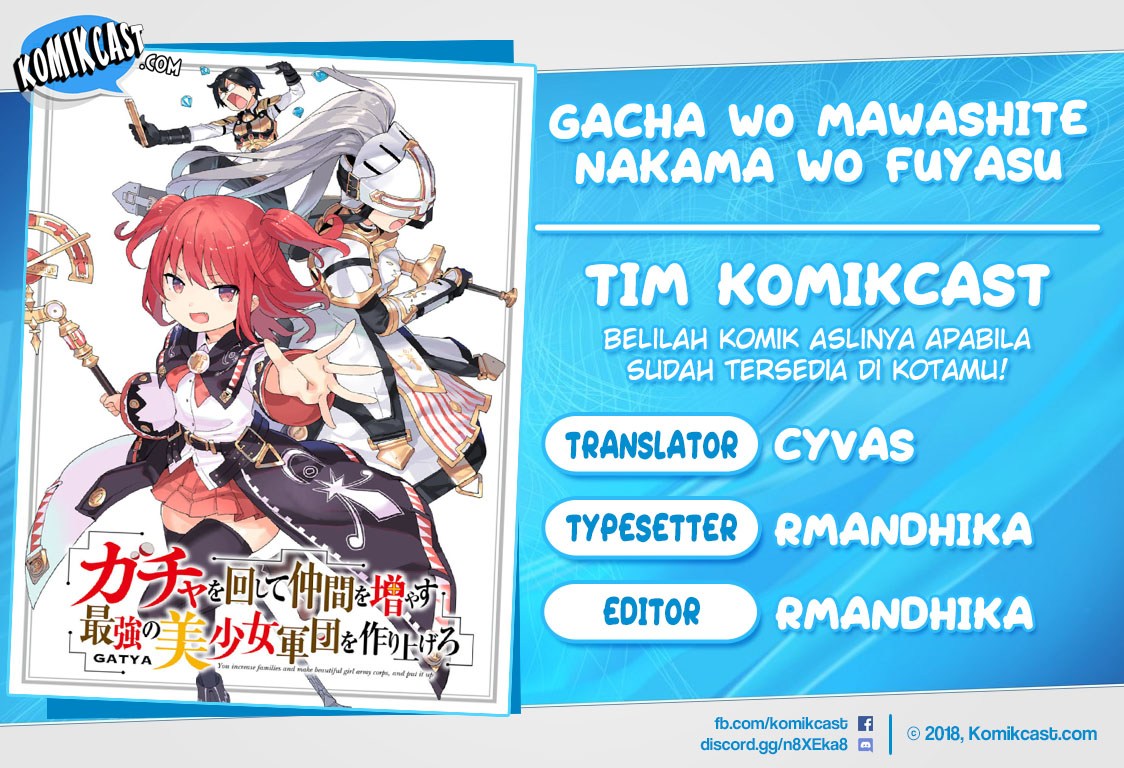 KOMIKCAST.COM
GACHA WO MAWASHITE
NAKAMA WO FUYASU
TIM KOMIKCAST
BELILAH KOMIK ASLINYA APABILA
SUDAH TERSEDIA DI KOTAMU!
TRANSLATOR CYVAS
TYPESETTER RMANDHIKA
EDITOR RMANDHIKA
ガチャを回して仲間を増やす
最強の美少女軍団を作り上げろ
GATYA
You increase families and make beautiful girl army corps, and put it up
fb.com/komikcast
discord.gg/n8XEka8
© 2018, Komikcast.com